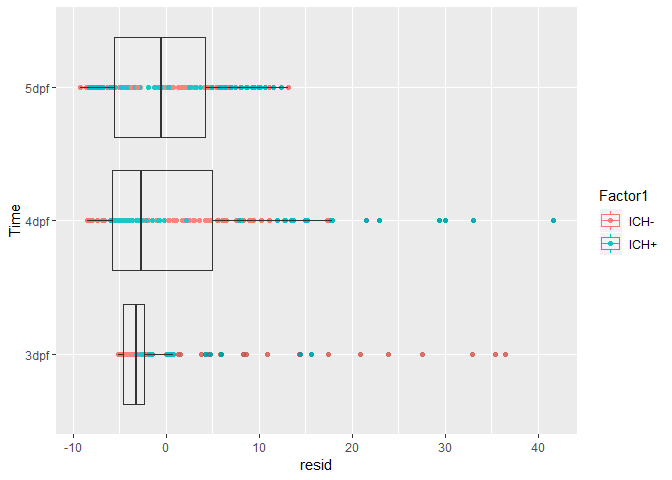 5dpf
4dpf
3dpf
Time
-10
0
10
20
30
40
resid
Factor1
ICH-
ICH+